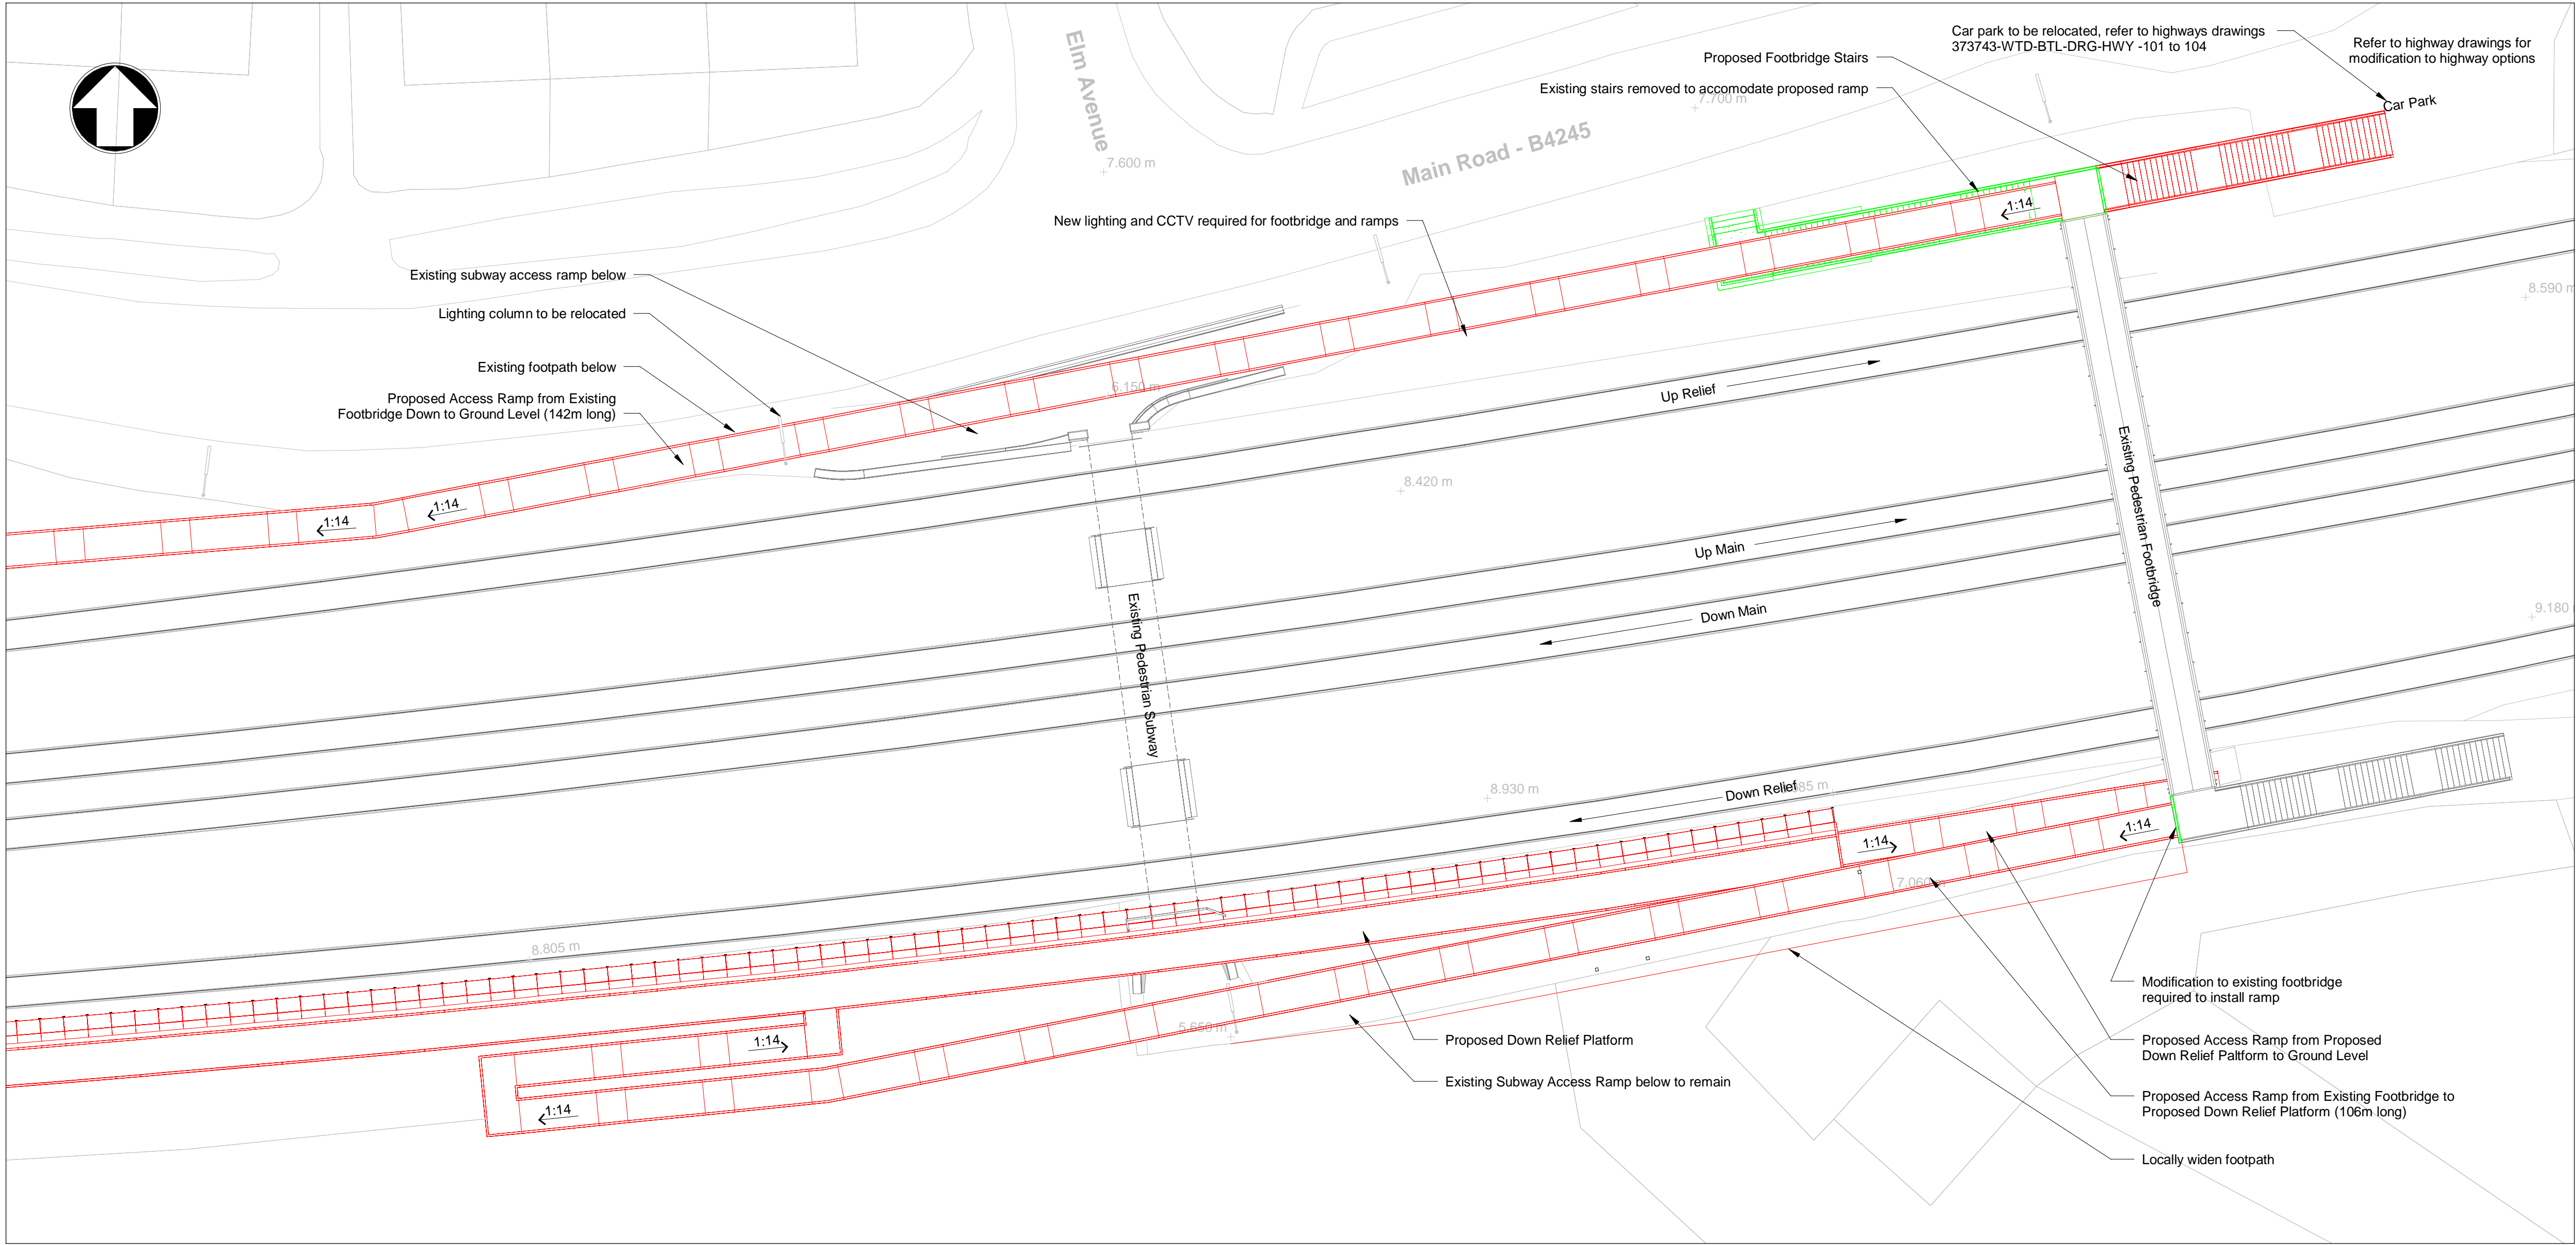 Elm Avenue
7.600 m
Main Road - B4245
7.700 m
Car park to be relocated, refer to highways drawings
373743-WTD-BTL-DRG-HWY -101 to 104
Refer to highway drawings for
modification to highway options
Proposed Footbridge Stairs
Existing stairs removed to accomodate proposed ramp
Car Park
New lighting and CCTV required for footbridge and ramps
1:14
Existing subway access ramp below
8.590 m
Lighting column to be relocated
Existing footpath below
6.150 m
Up Relief
Proposed Access Ramp from Existing
Footbridge Down to Ground Level (142m long)
8.420 m
1:14
1:14
Existing Pedestrian Footbridge
Up Main
Down Main
9.180
Existing Pedestrian Subway
8.930 m
Down Relief
85 m
1:14
1:14
7.060
8.805 m
5.650 m
1:14
1:14
Modification to existing footbridge
required to install ramp
Proposed Down Relief Platform
Proposed Access Ramp from Proposed
Down Relief Paltform to Ground Level
Existing Subway Access Ramp below to remain
Proposed Access Ramp from Existing Footbridge to
Proposed Down Relief Platform (106m long)
Locally widen footpath